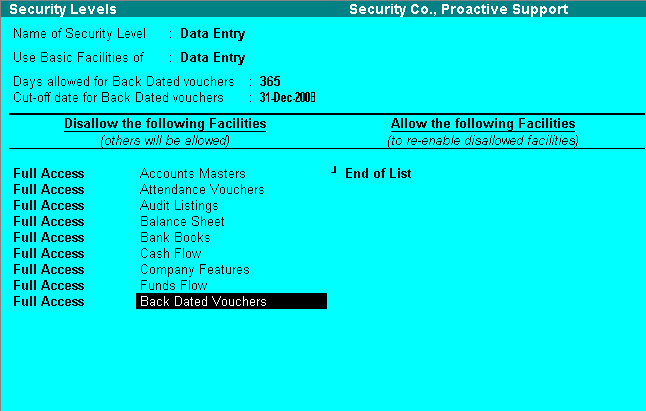 Security Levels Security Co., Proactive Support
Name of Security Level : Data Entry
Use Basic Facilities of : Data Entry
Days allowed for Back Dated vouchers : 365
Cut-off date for Back Dated vouchers : 31-Dec-2008
Disallow the following Facilities Allow the following Facilities
(others will be allowed) (to re-enable disallowed facilities)
Full Access Accounts Masters ┘ End of List
Full Access Attendance Vouchers
Full Access Audit Listings
Full Access Balance Sheet
Full Access Bank Books
Full Access Cash Flow
Full Access Company Features
Full Access Funds Flow
Full Access Back Dated Vouchers